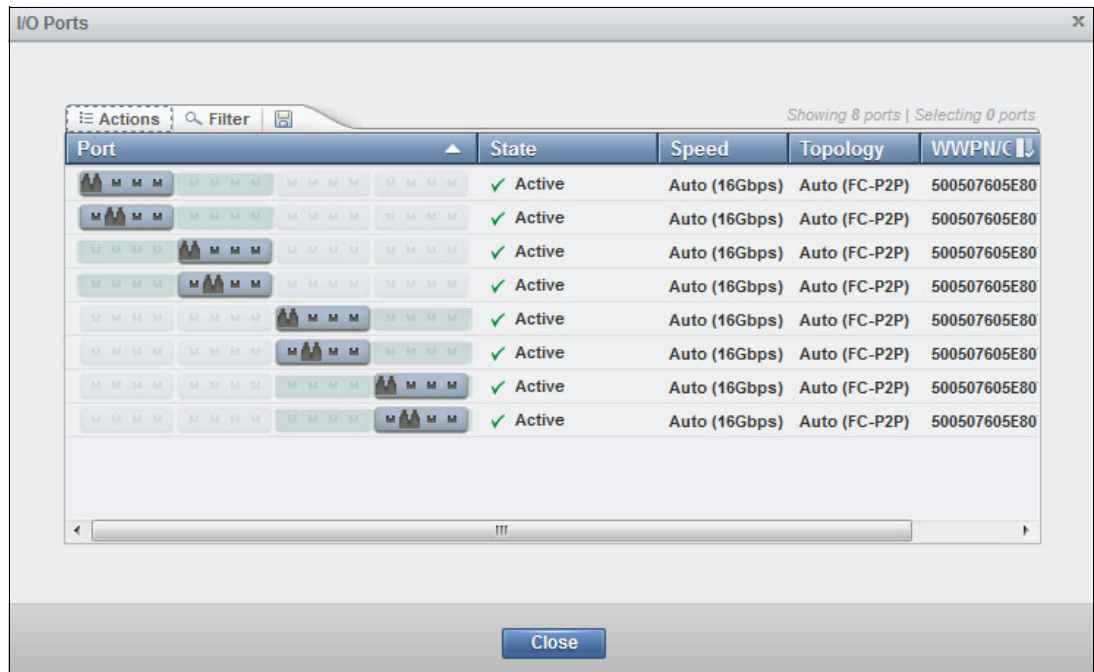 I/O Ports x
Actions Filter Showing 8 ports | Selecting 0 ports
Port State Speed Topology WWPN/
Active Auto (16Gbps) Auto (FC-P2P) 500507605E80
Active Auto (16Gbps) Auto (FC-P2P) 500507605E80
Active Auto (16Gbps) Auto (FC-P2P) 500507605E80
Active Auto (16Gbps) Auto (FC-P2P) 500507605E80
Active Auto (16Gbps) Auto (FC-P2P) 500507605E80
Active Auto (16Gbps) Auto (FC-P2P) 500507605E80
Active Auto (16Gbps) Auto (FC-P2P) 500507605E80
Active Auto (16Gbps) Auto (FC-P2P) 500507605E80
Close